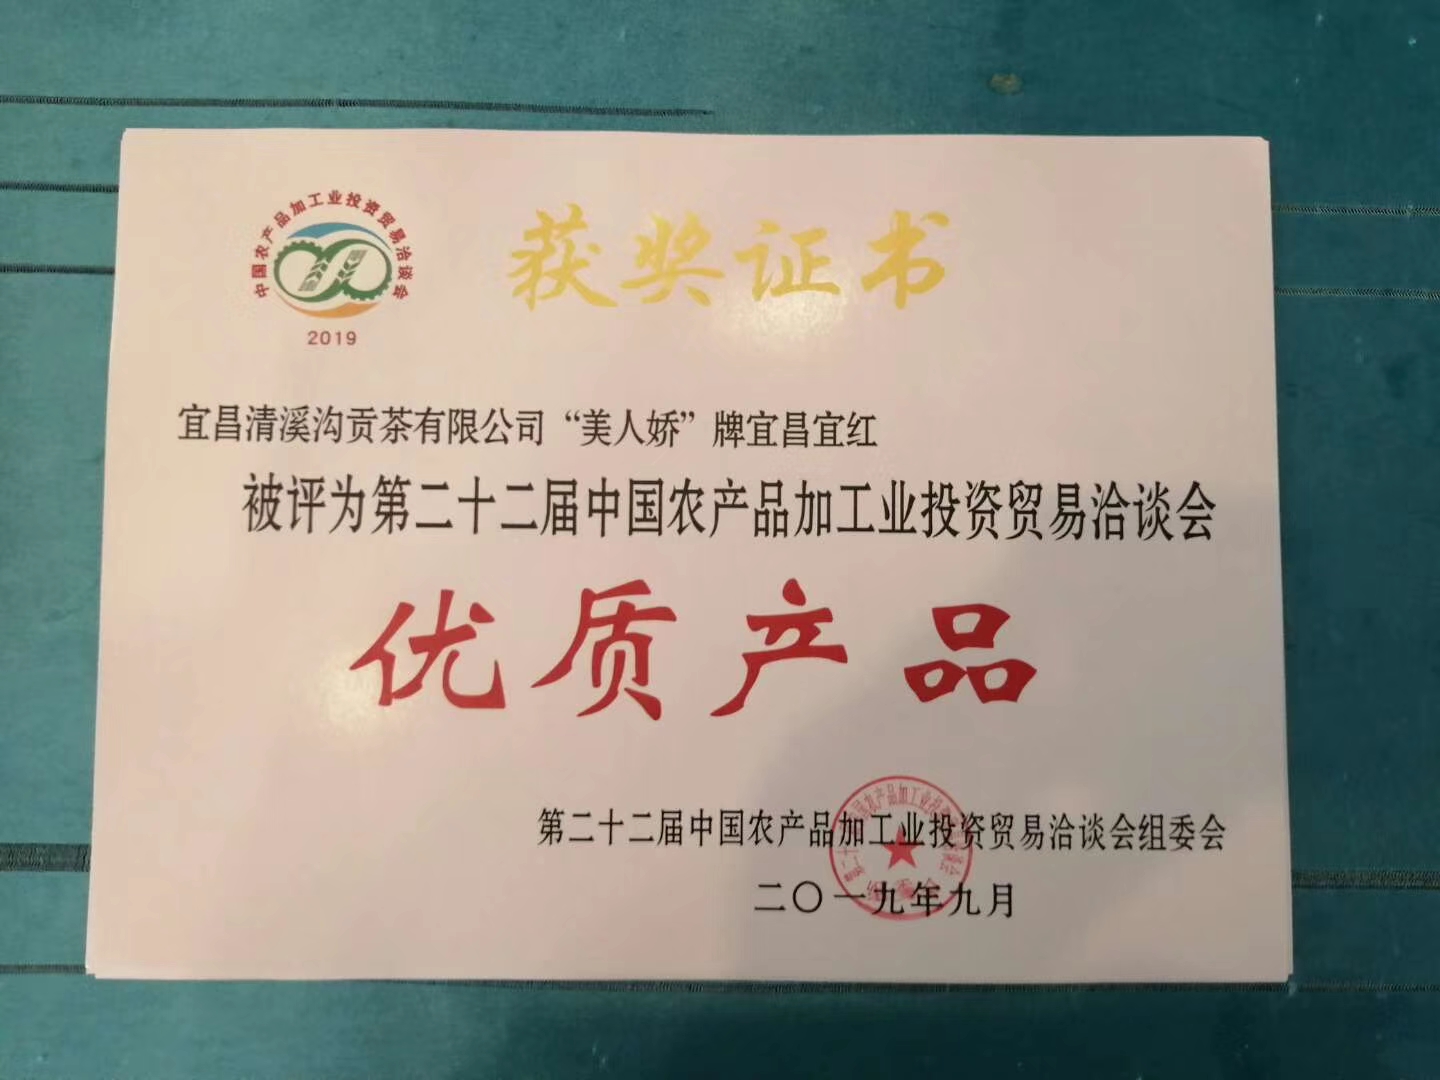 中国农产品加工业投资贸易洽谈会
2019
获奖证书
宜昌清溪沟贡茶有限公司“美人娇”牌宜昌宜红
被评为第二十二届中国农产品加工业投资贸易洽谈会
优质产品
第二十二届中国农产品加工业投资贸易洽谈会组委会
二〇一九年九月